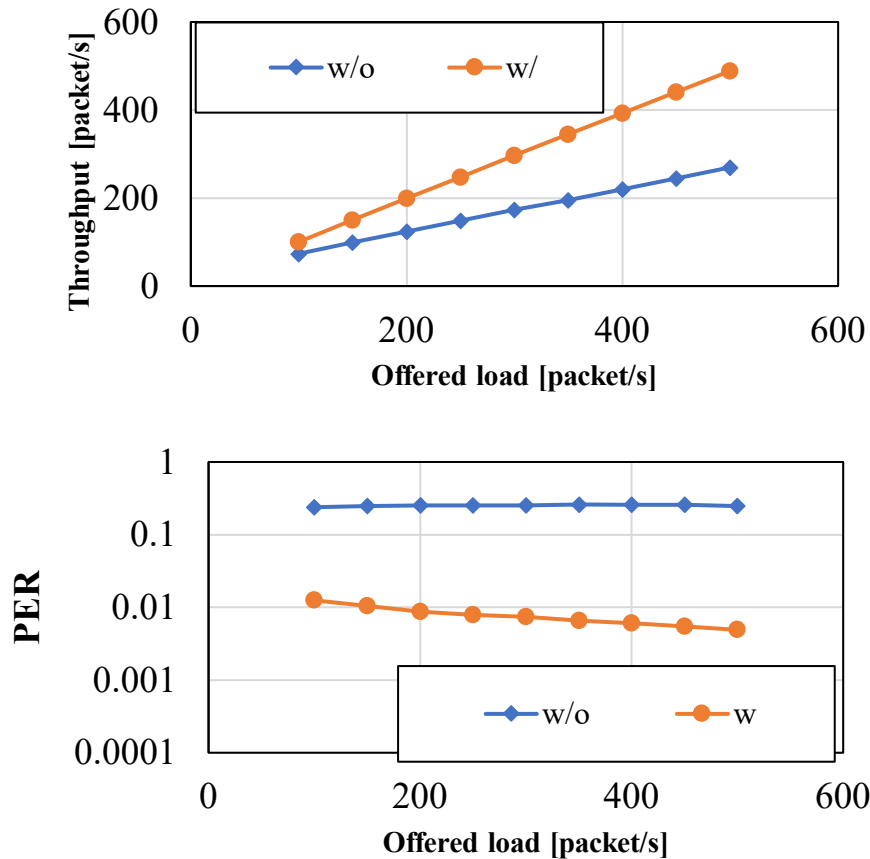 600
w/o w/
400
200
0
Throughput [packet/s]
0 200 400 600
Offered load [packet/s]
1
0.1
0.01
0.001
w/o w
0.0001
PER
0 200 400 600
Offered load [packet/s]